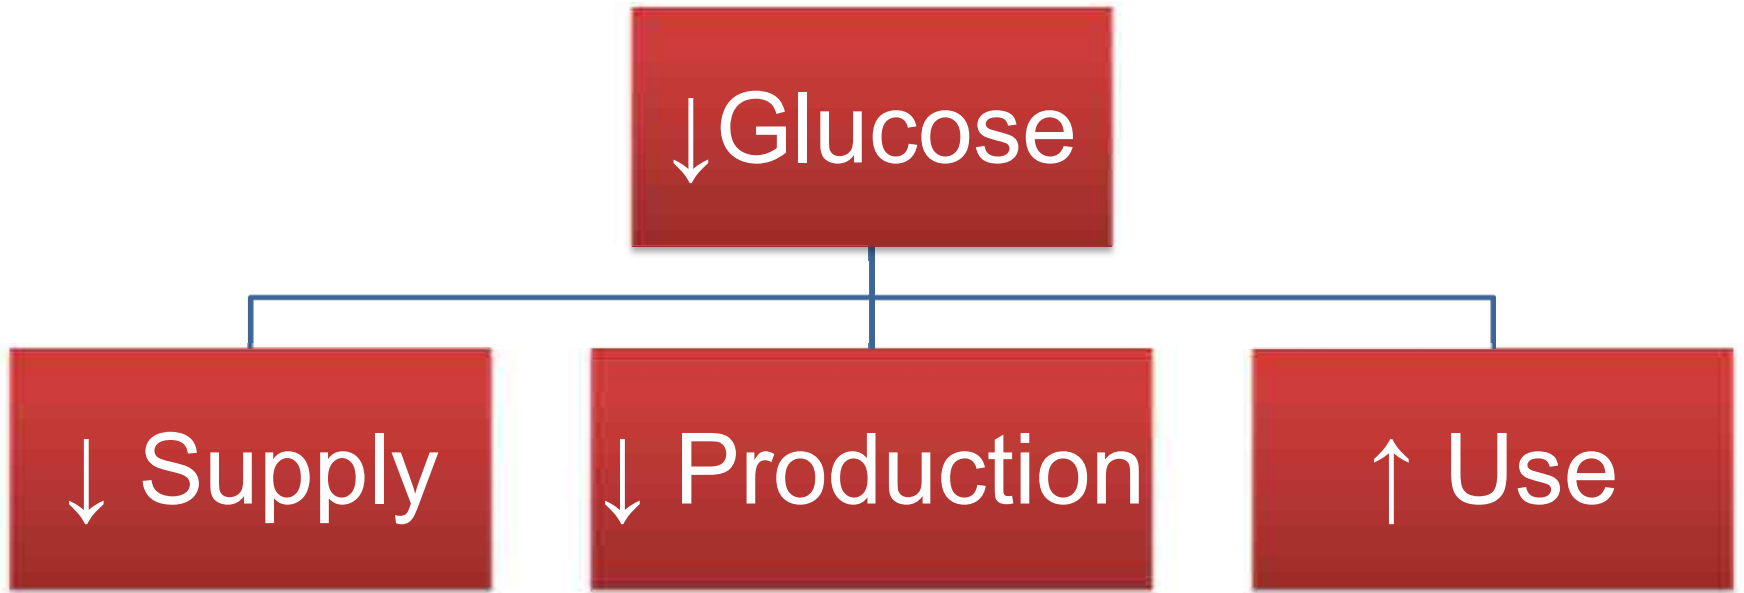 ↓Glucose
↓ Supply
↓ Production
↑ Use